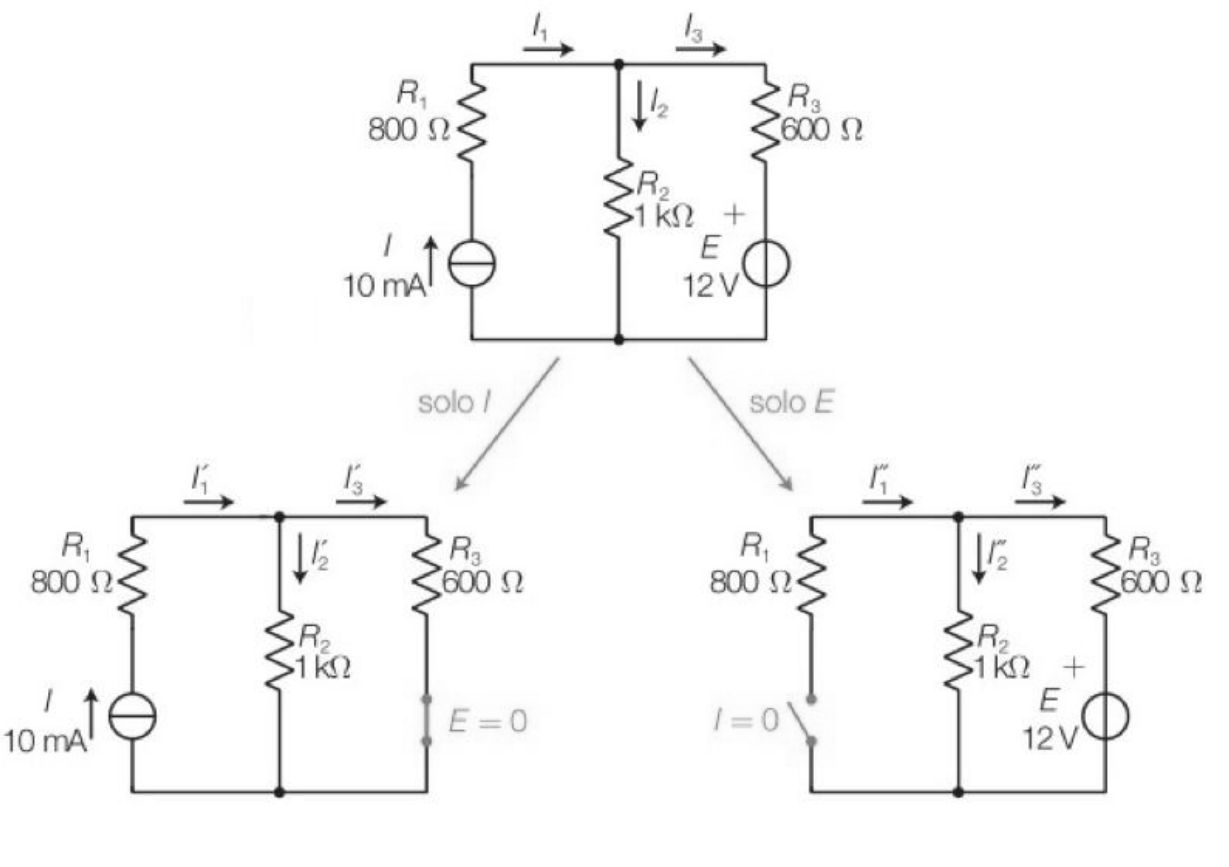 I₁
I₃
R₁
800 Ω
I₂
R₃
600 Ω
R₂
1 kΩ
+
I
10 mA
E
12 V
solo I
solo E
I′₁
I′₃
R₁
800 Ω
I′₂
R₃
600 Ω
R₂
1 kΩ
I
10 mA
E = 0
I″₁
I″₃
R₁
800 Ω
I″₂
R₃
600 Ω
R₂
1 kΩ
+
I = 0
E
12 V